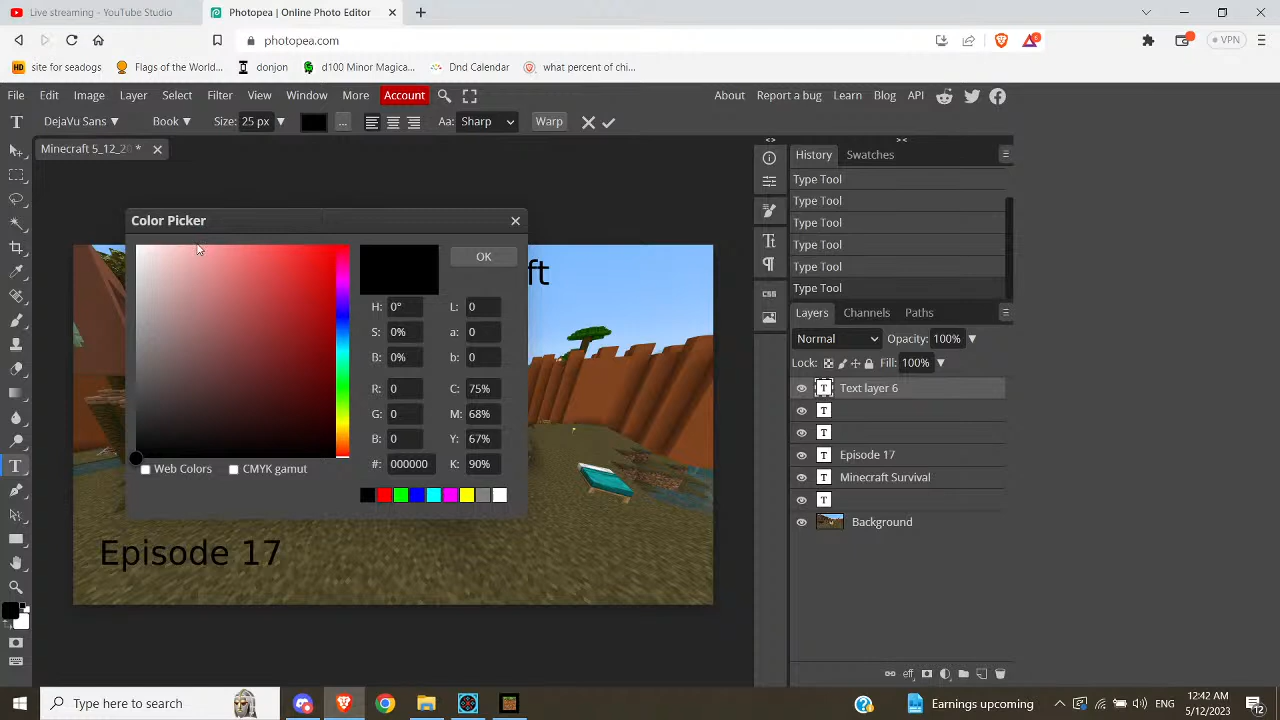 Live streaming - YouTube Studio
Photopea | Online Photo Editor
photopea.com
VPN
HD site for seadogs
Flags of the World...
donjon
d100 Minor Magica...
Dnd Calendar
what percent of chi...
File Edit Image Layer Select Filter View Window More Account
About Report a bug Learn Blog API
T DejaVu Sans Book Size: 25 px ... Aa: Sharp Warp
Minecraft 5_12_20 *
<> ><
History Swatches
Type Tool
Type Tool
Type Tool
Type Tool
Type Tool
Type Tool
Color Picker
OK
H: 0° L: 0
S: 0% a: 0
B: 0% b: 0
R: 0 C: 75%
G: 0 M: 68%
B: 0 Y: 67%
#: 000000 K: 90%
Web Colors CMYK gamut
ft
Episode 17
CSS
Layers Channels Paths
Normal Opacity: 100%
Lock: Fill: 100%
T Text layer 6
T
T
T Episode 17
T Minecraft Survival
T
Background
eff
Type here to search
Earnings upcoming
12:42 AM
5/12/2023
12